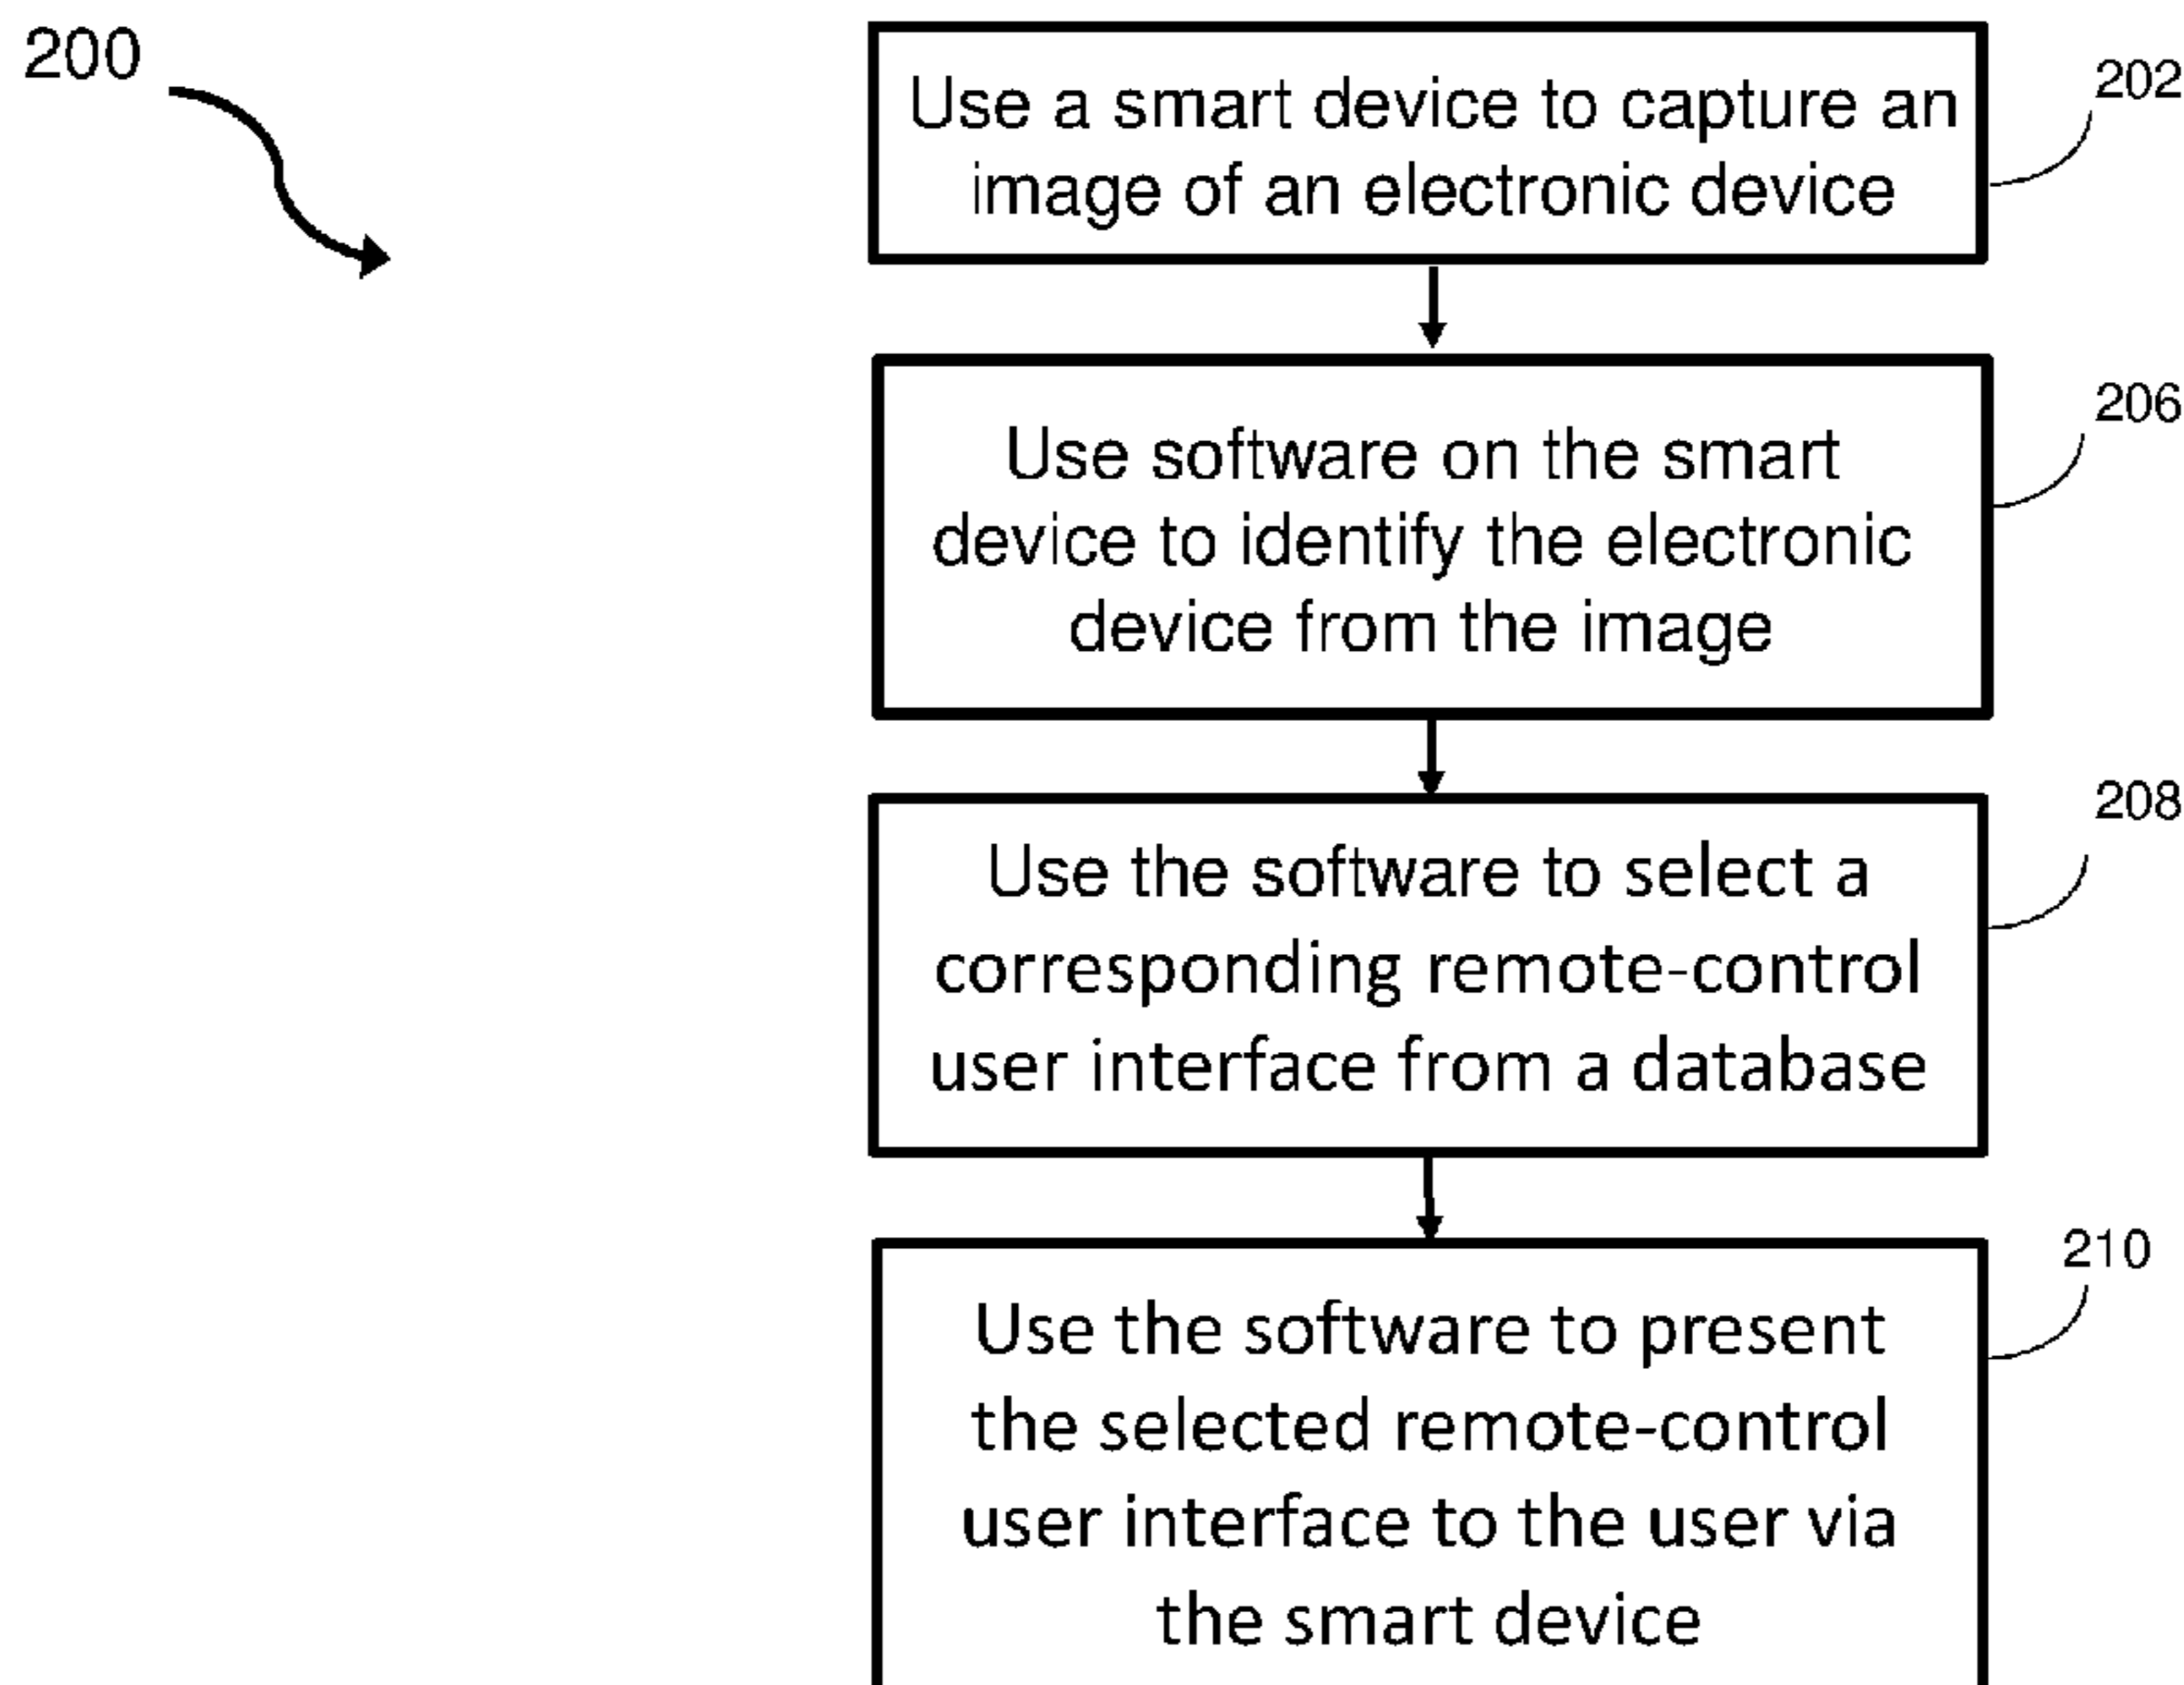 200
Use a smart device to capture an
image of an electronic device
202
Use software on the smart
device to identify the electronic
device from the image
206
Use the software to select a
corresponding remote-control
user interface from a database
208
Use the software to present
the selected remote-control
user interface to the user via
the smart device
210